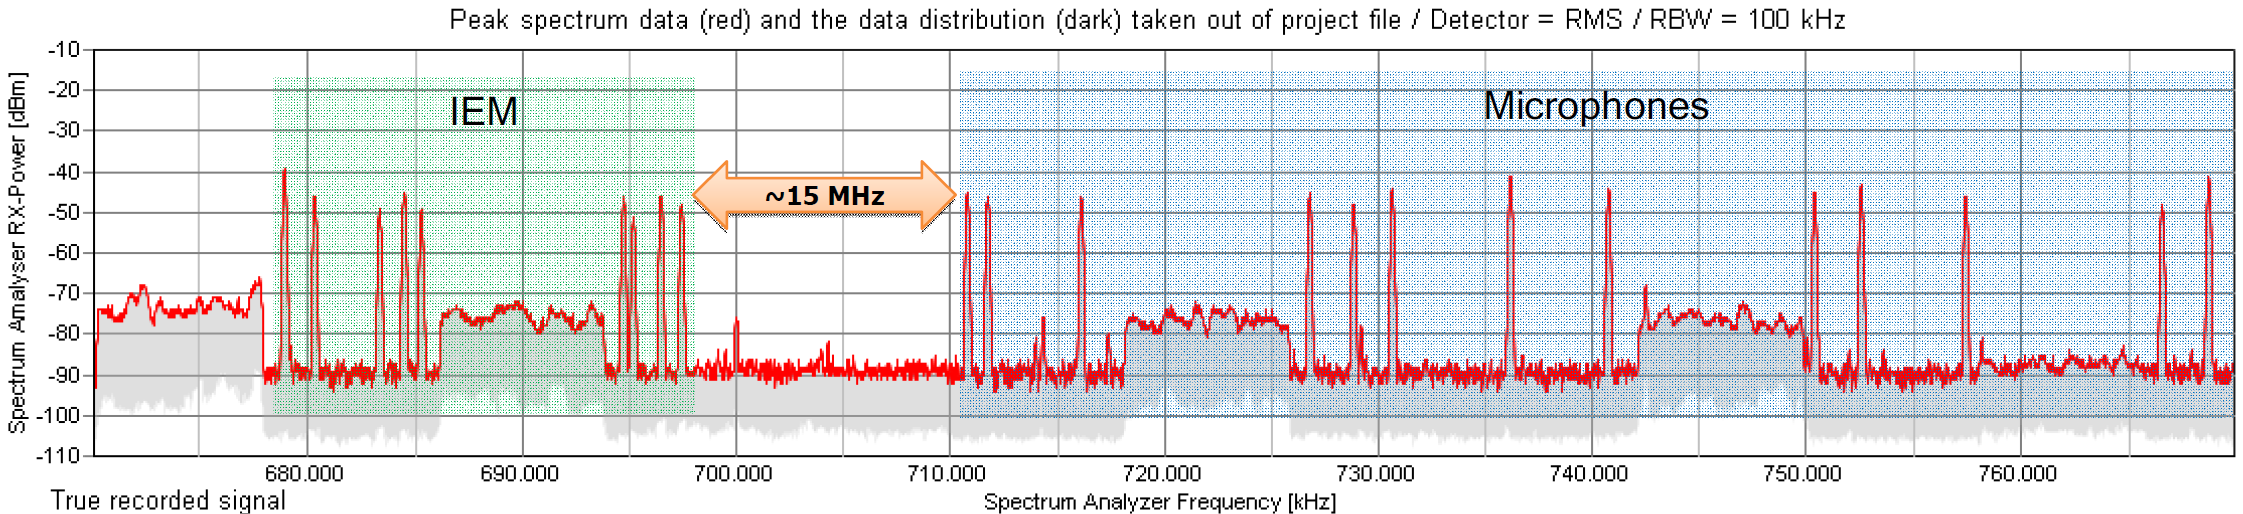 Peak spectrum data (red) and the data distribution (dark) taken out of project file / Detector = RMS / RBW = 100 kHz
Spectrum Analyser RX-Power [dBm]
-10
-20
-30
-40
-50
-60
-70
-80
-90
-100
-110
IEM
Microphones
~15 MHz
680.000 690.000 700.000 710.000 720.000 730.000 740.000 750.000 760.000
True recorded signal
Spectrum Analyzer Frequency [kHz]